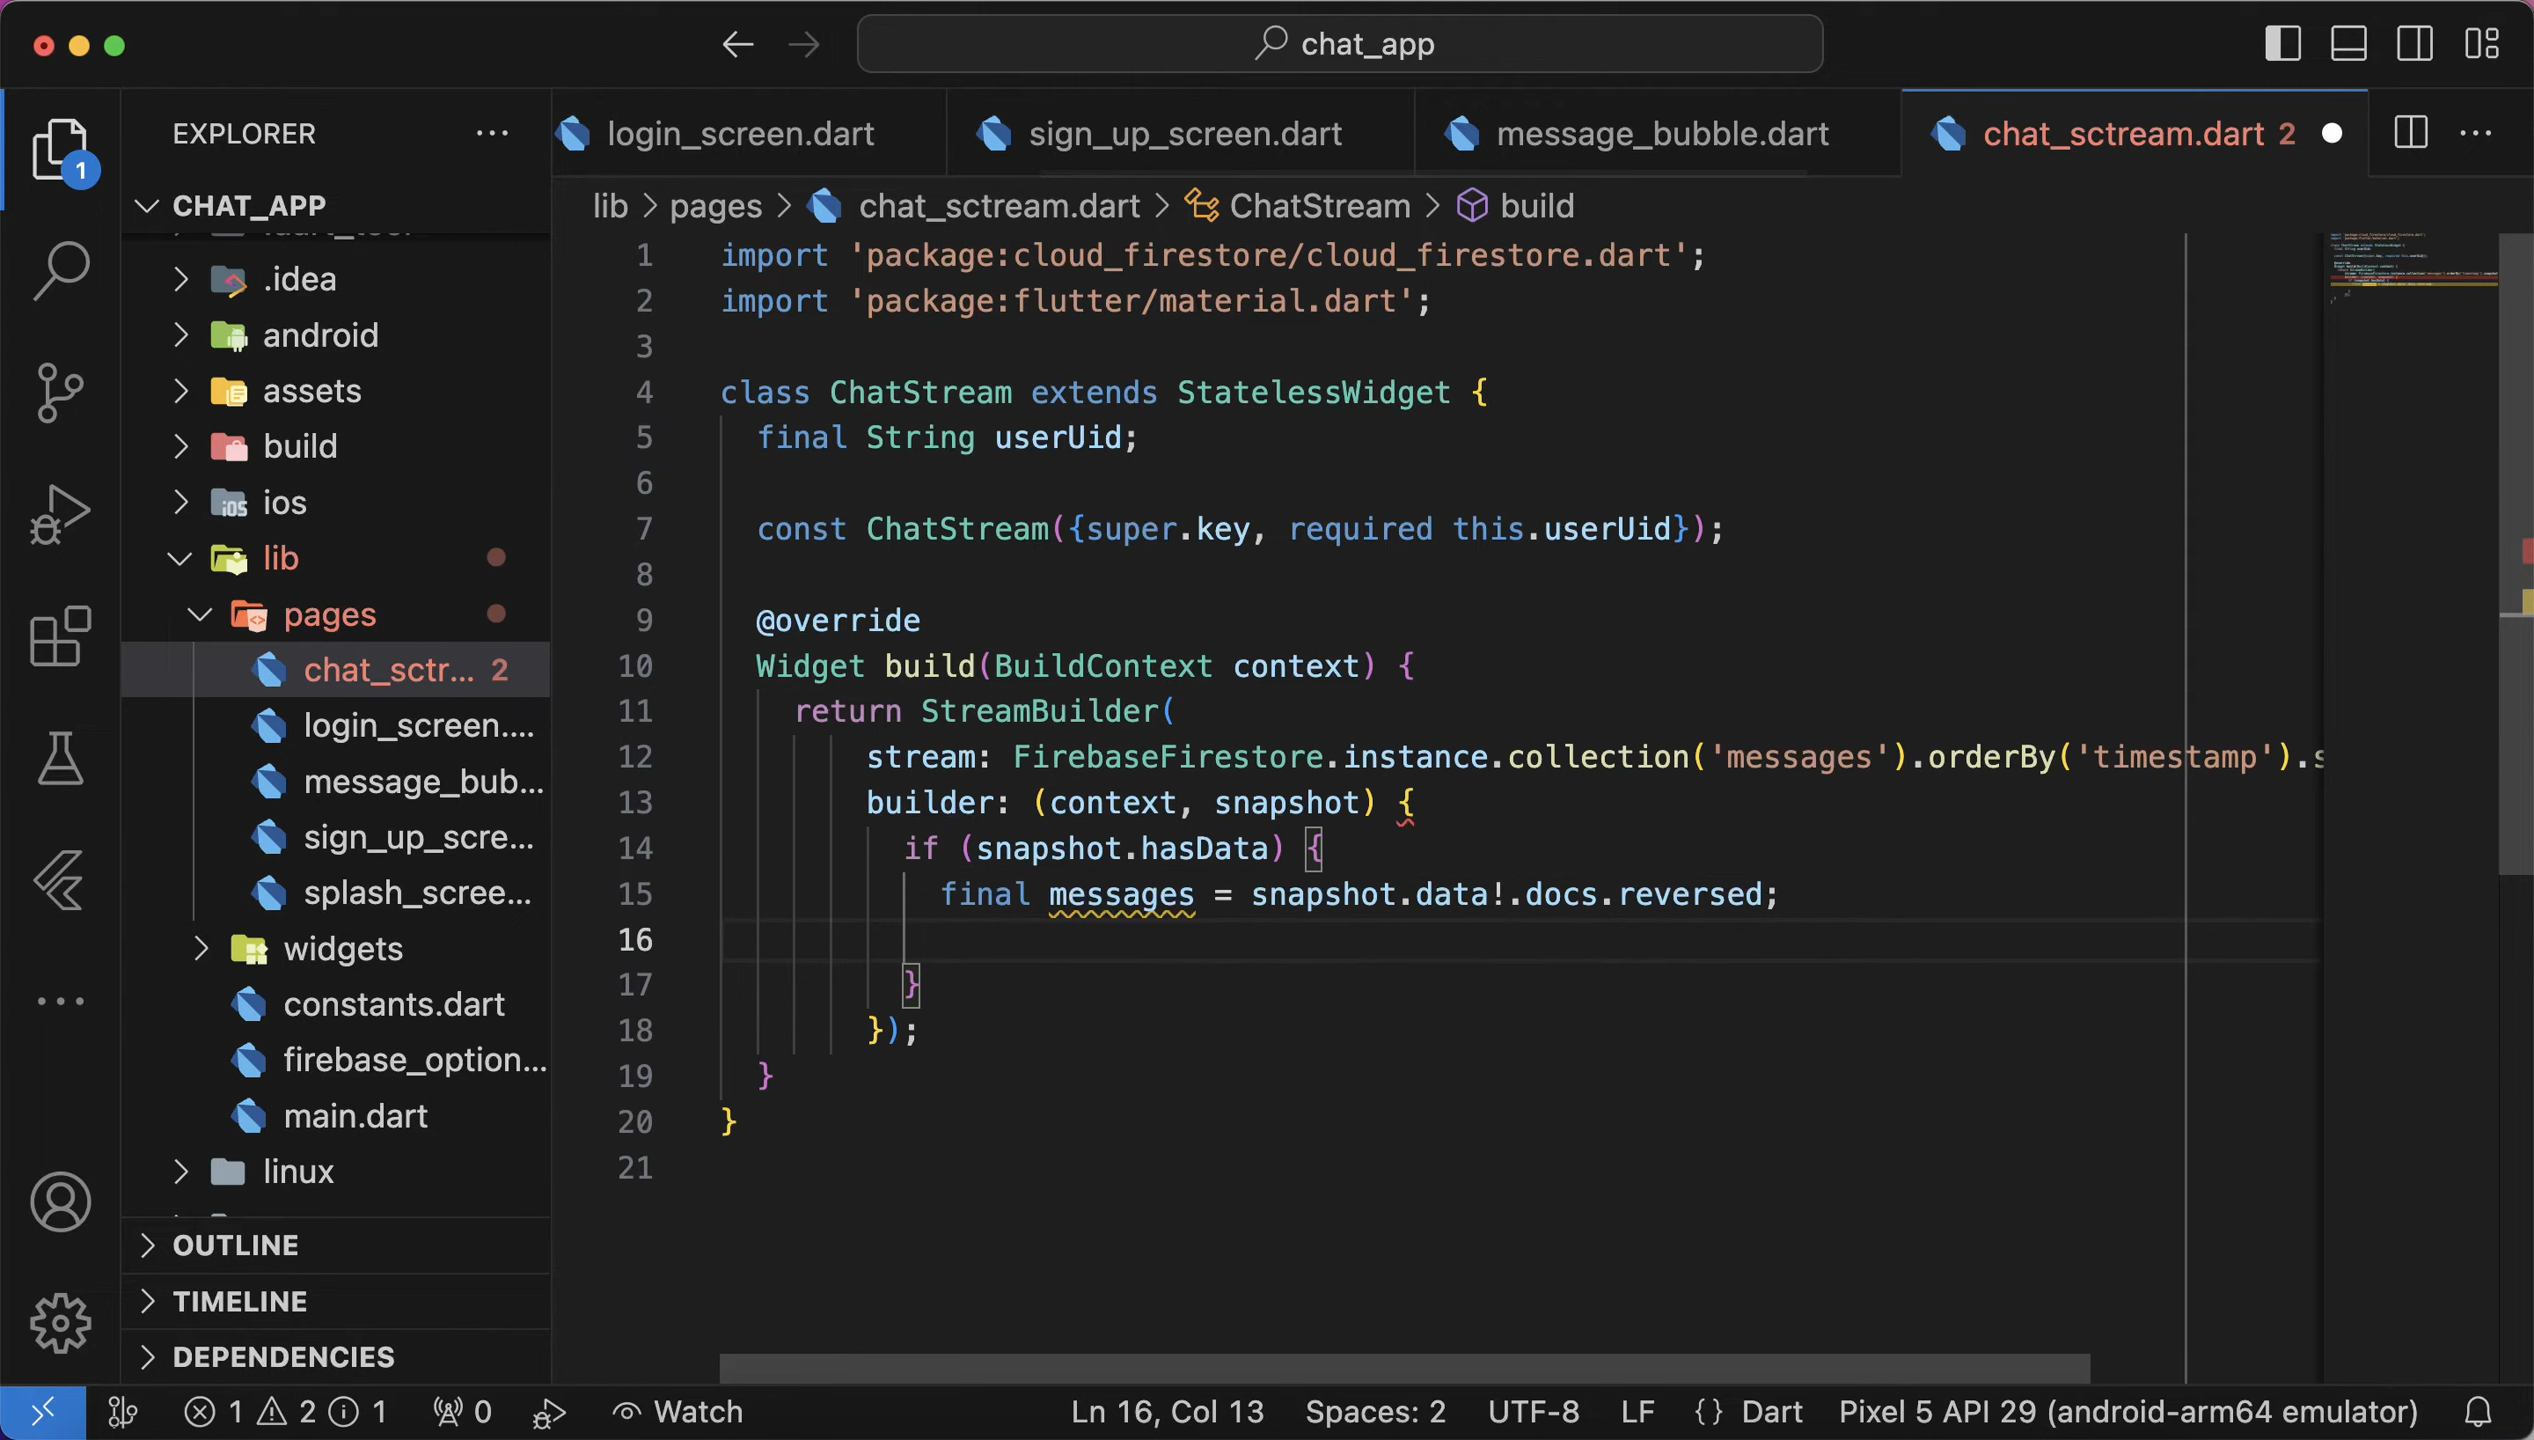 chat_app
EXPLORER
login_screen.dart
sign_up_screen.dart
message_bubble.dart
chat_sctream.dart 2
1
CHAT_APP
lib > pages > chat_sctream.dart > ChatStream > build
.idea
android
assets
build
ios
lib
pages
chat_sctr... 2
login_screen....
message_bub...
sign_up_scre...
splash_scree...
widgets
constants.dart
firebase_option...
main.dart
linux
OUTLINE
TIMELINE
DEPENDENCIES
1 import 'package:cloud_firestore/cloud_firestore.dart';
2 import 'package:flutter/material.dart';
3
4 class ChatStream extends StatelessWidget {
5 final String userUid;
6
7 const ChatStream({super.key, required this.userUid});
8
9 @override
10 Widget build(BuildContext context) {
11 return StreamBuilder(
12 stream: FirebaseFirestore.instance.collection('messages').orderBy('timestamp').s
13 builder: (context, snapshot) {
14 if (snapshot.hasData) {
15 final messages = snapshot.data!.docs.reversed;
16
17 }
18 });
19 }
20 }
21
1 2 1 0 Watch Ln 16, Col 13 Spaces: 2 UTF-8 LF {} Dart Pixel 5 API 29 (android-arm64 emulator)